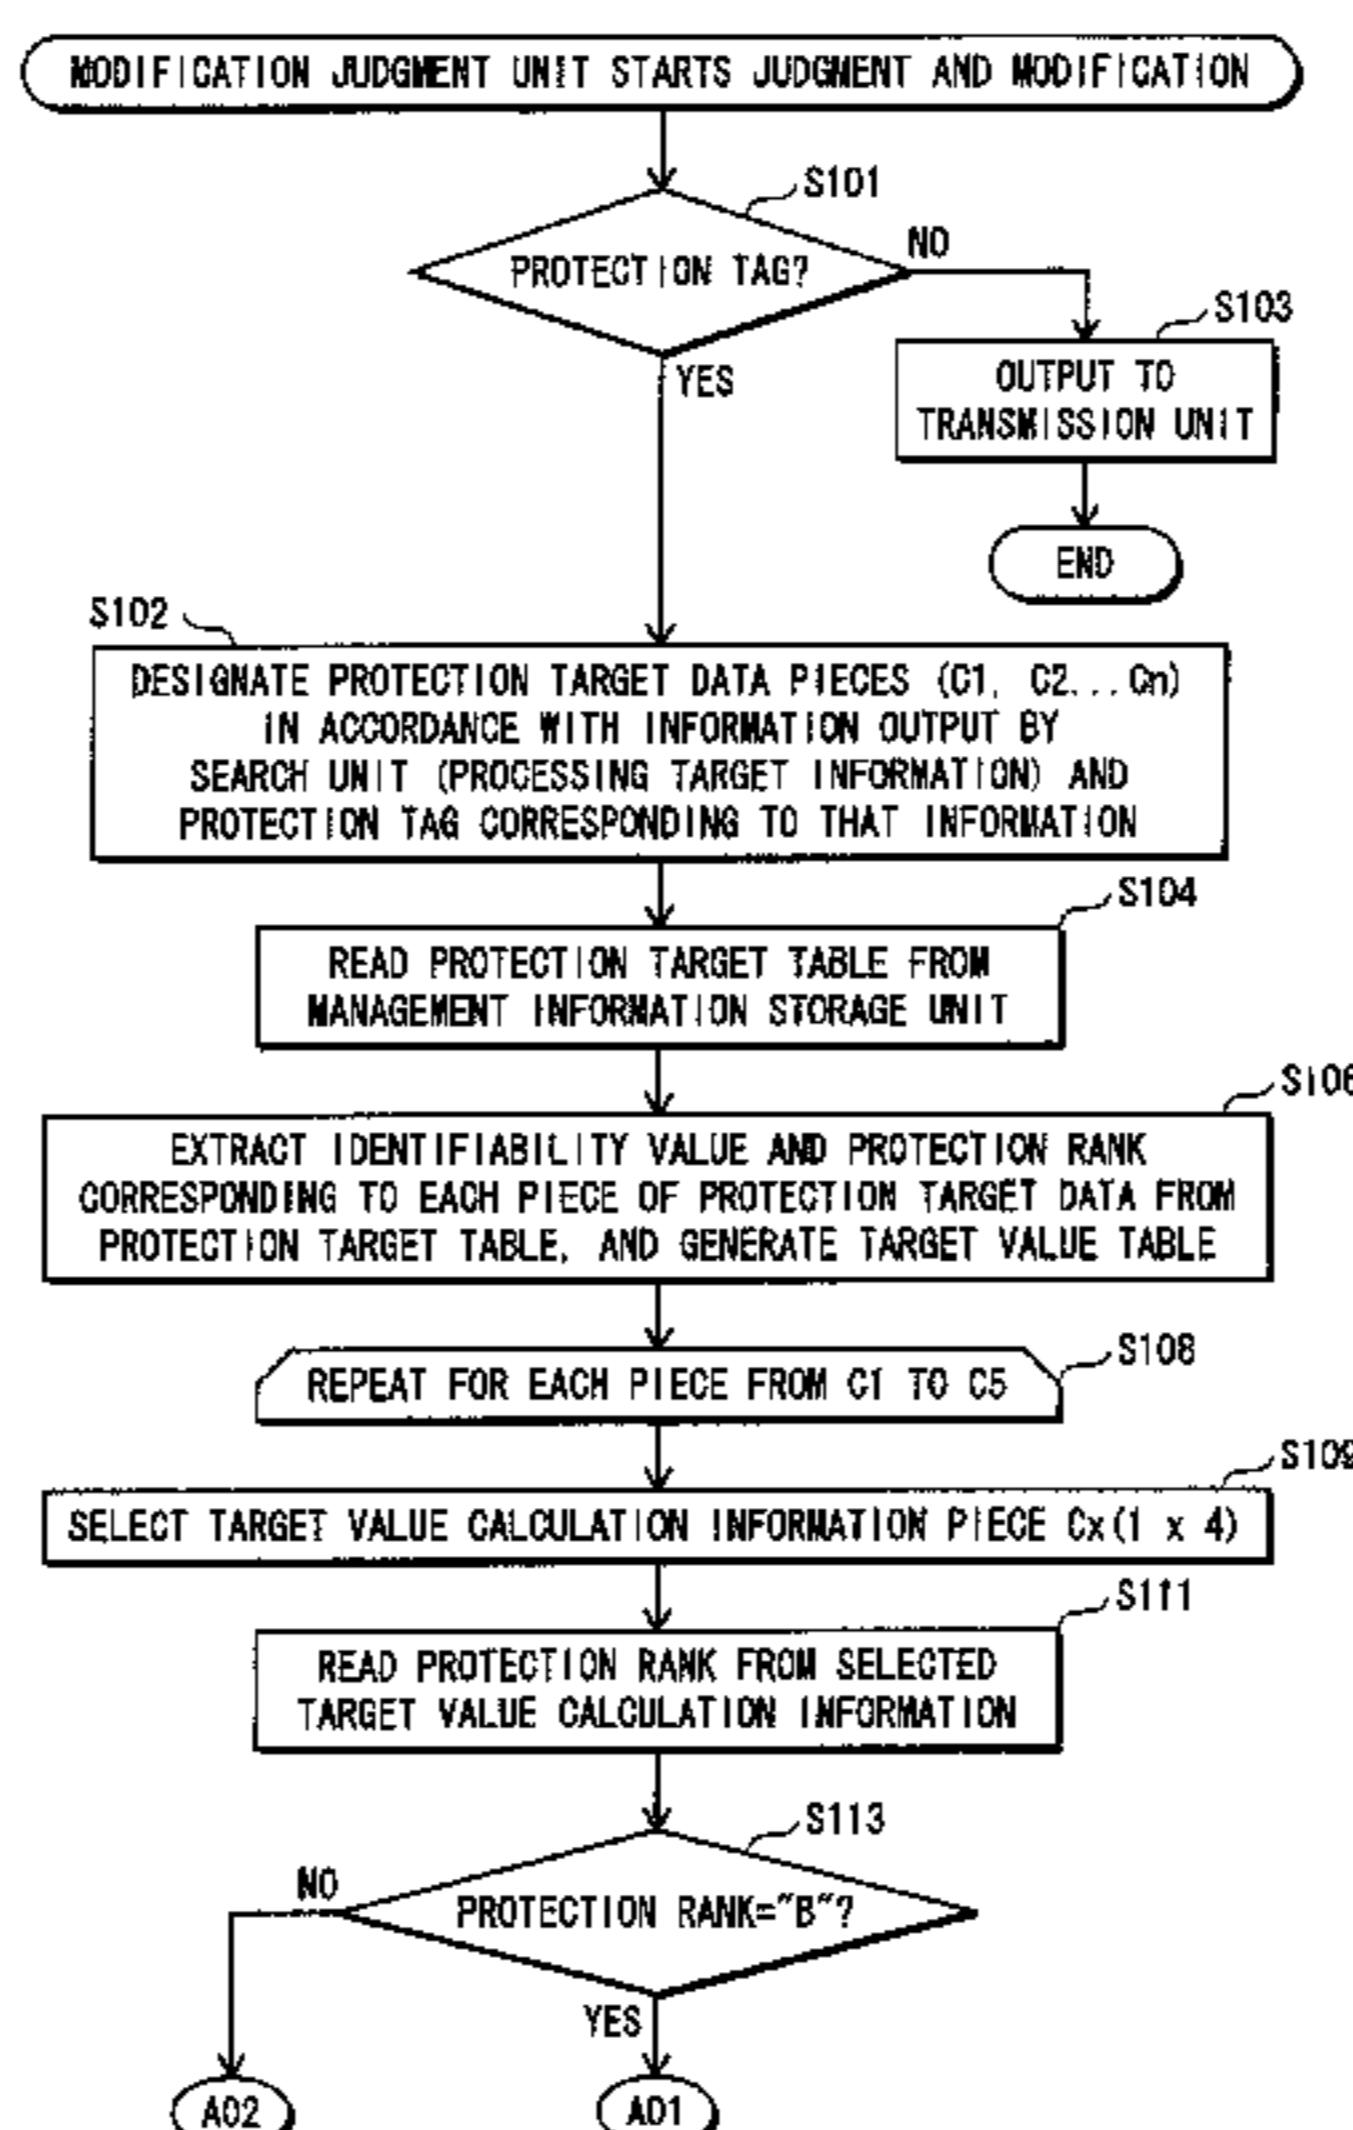 MODIFICATION JUDGMENT UNIT STARTS JUDGMENT AND MODIFICATION
S101
PROTECTION TAG?
NO
S103
OUTPUT TO
TRANSMISSION UNIT
YES
END
S102
DESIGNATE PROTECTION TARGET DATA PIECES (C1, C2...Cn)
IN ACCORDANCE WITH INFORMATION OUTPUT BY
SEARCH UNIT (PROCESSING TARGET INFORMATION) AND
PROTECTION TAG CORRESPONDING TO THAT INFORMATION
S104
READ PROTECTION TARGET TABLE FROM
MANAGEMENT INFORMATION STORAGE UNIT
S106
EXTRACT IDENTIFIABILITY VALUE AND PROTECTION RANK
CORRESPONDING TO EACH PIECE OF PROTECTION TARGET DATA FROM
PROTECTION TARGET TABLE, AND GENERATE TARGET VALUE TABLE
S108
REPEAT FOR EACH PIECE FROM C1 TO C5
S109
SELECT TARGET VALUE CALCULATION INFORMATION PIECE Cx(1 x 4)
S111
READ PROTECTION RANK FROM SELECTED
TARGET VALUE CALCULATION INFORMATION
S113
NO
PROTECTION RANK="B"?
YES
A02
A01